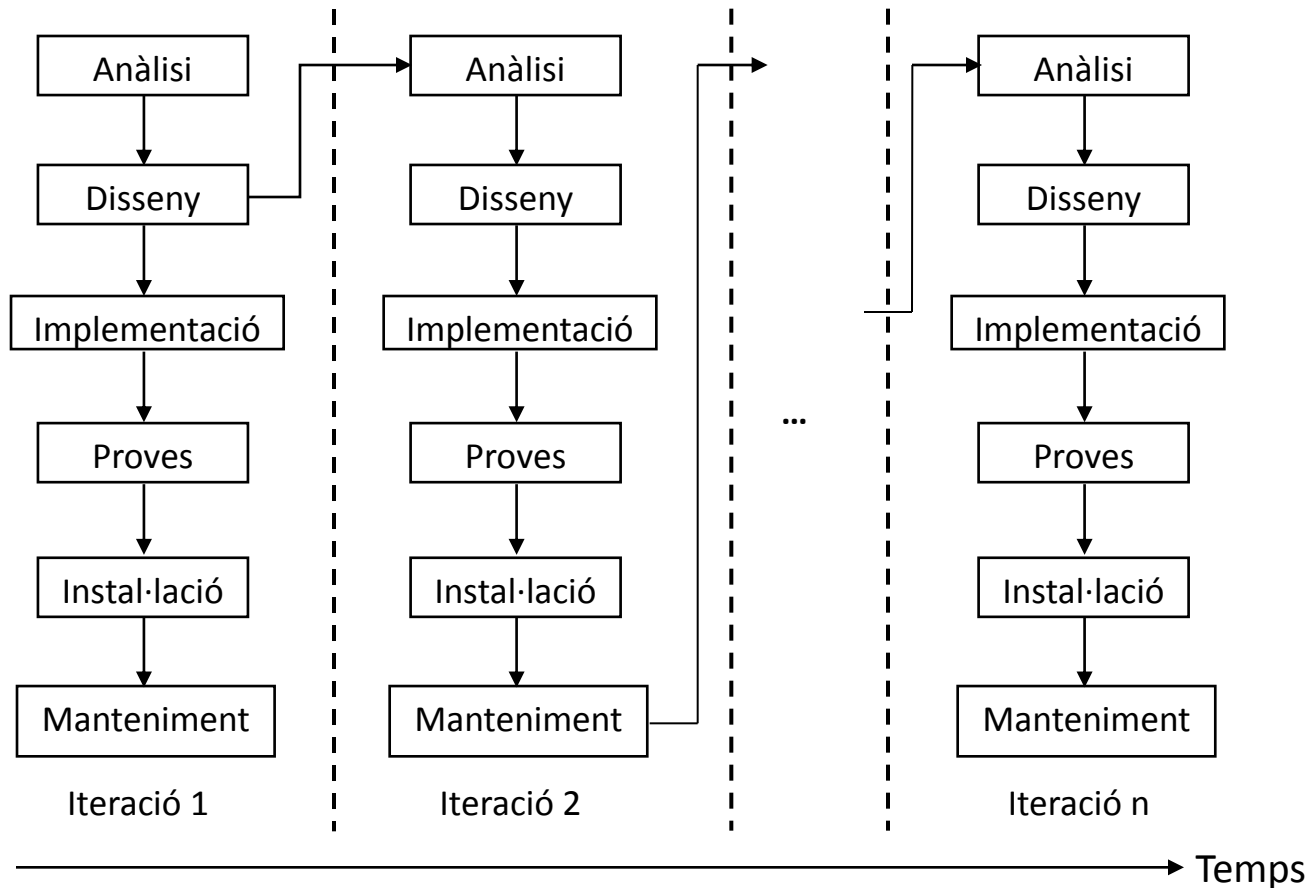 Anàlisi
Disseny
Implementació
Proves
Instal·lació
Manteniment
Iteració 1
Anàlisi
Disseny
Implementació
Proves
Instal·lació
Manteniment
Iteració 2
...
Anàlisi
Disseny
Implementació
Proves
Instal·lació
Manteniment
Iteració n
Temps